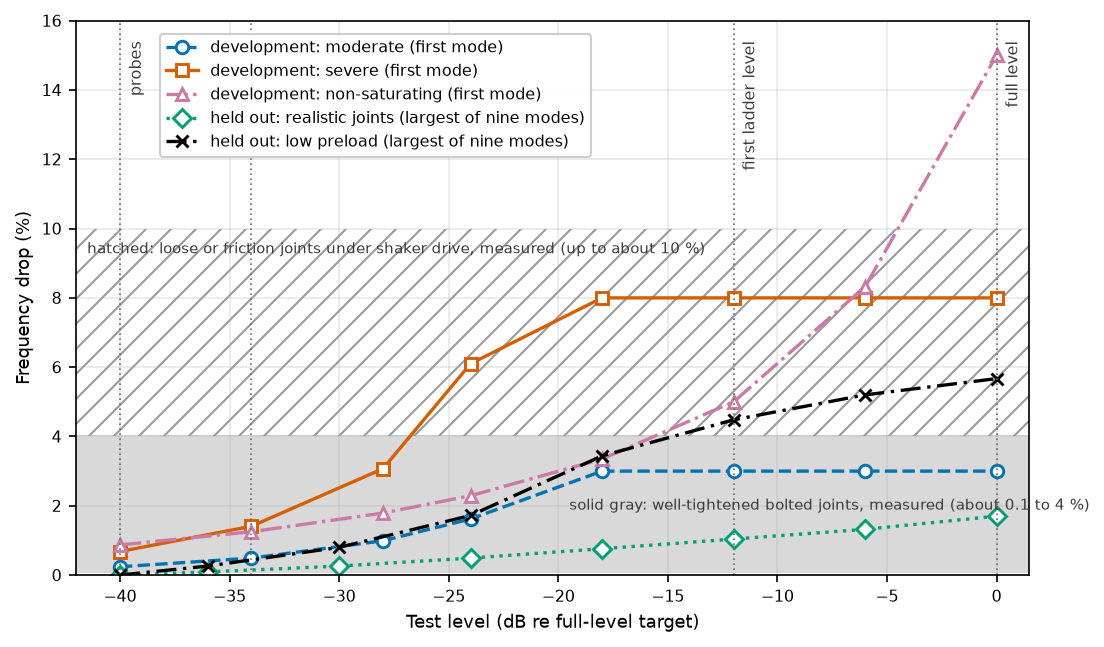 16
14
12
10
8
6
4
2
0
Frequency drop (%)
probes
development: moderate (first mode)
development: severe (first mode)
development: non-saturating (first mode)
held out: realistic joints (largest of nine modes)
held out: low preload (largest of nine modes)
first ladder level
full level
hatched: loose or friction joints under shaker drive, measured (up to about 10 %)
solid gray: well-tightened bolted joints, measured (about 0.1 to 4 %)
−40
−35
−30
−25
−20
−15
−10
−5
0
Test level (dB re full-level target)